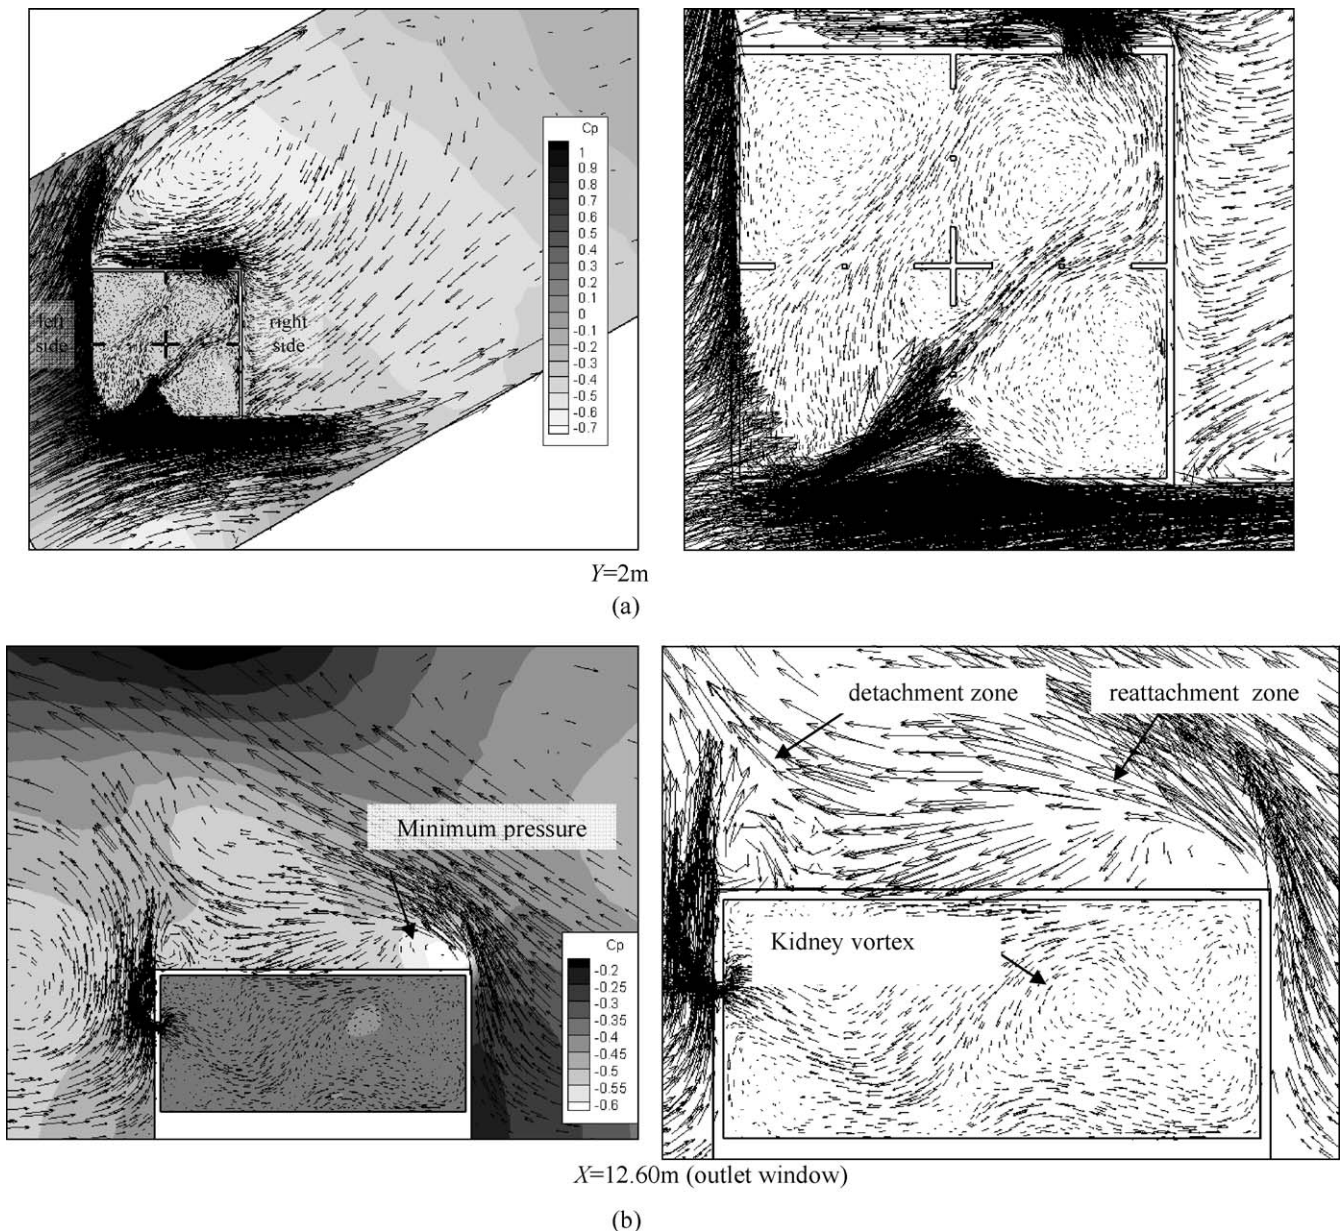 Cp
1
0.9
0.8
0.7
0.6
0.5
0.4
0.3
0.2
0.1
0
-0.1
-0.2
-0.3
-0.4
-0.5
-0.6
-0.7
left
side
right
side
Y=2m
(a)
Minimum pressure
Cp
-0.2
-0.25
-0.3
-0.35
-0.4
-0.45
-0.5
-0.55
-0.6
detachment zone
reattachment zone
Kidney vortex
X=12.60m (outlet window)
(b)